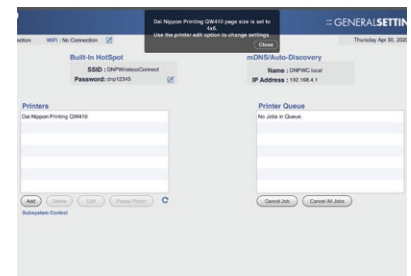 Dai Nippon Printing QW410 page size is set to
4x6.
Use the printer edit option to change settings.
Close
GENERALSETTIN
ection WIFI : No Connection
Thursday Apr 30, 2020
Built-In HotSpot
SSID : DNPWirelessConnect
Password: dnp12345
mDNS/Auto-Discovery
Name : DNPWC.local
IP Address : 192.168.4.1
Printers
Dai Nippon Printing QW410
Printer Queue
No Jobs in Queue.
Add Delete Edit Pause Printer
Cancel Job Cancel All Jobs
Subsystem Control